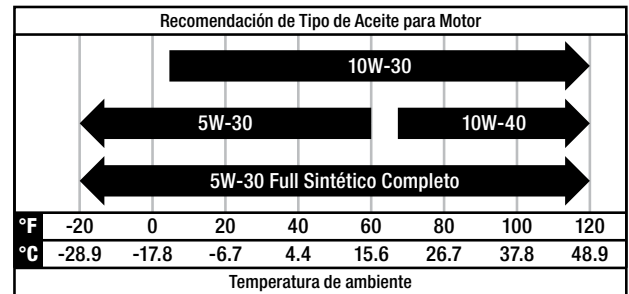 Recomendación de Tipo de Aceite para Motor
10W-30
5W-30 10W-40
5W-30 Full Sintético Completo
°F -20 0 20 40 60 80 100 120
°C -28.9 -17.8 -6.7 4.4 15.6 26.7 37.8 48.9
Temperatura de ambiente